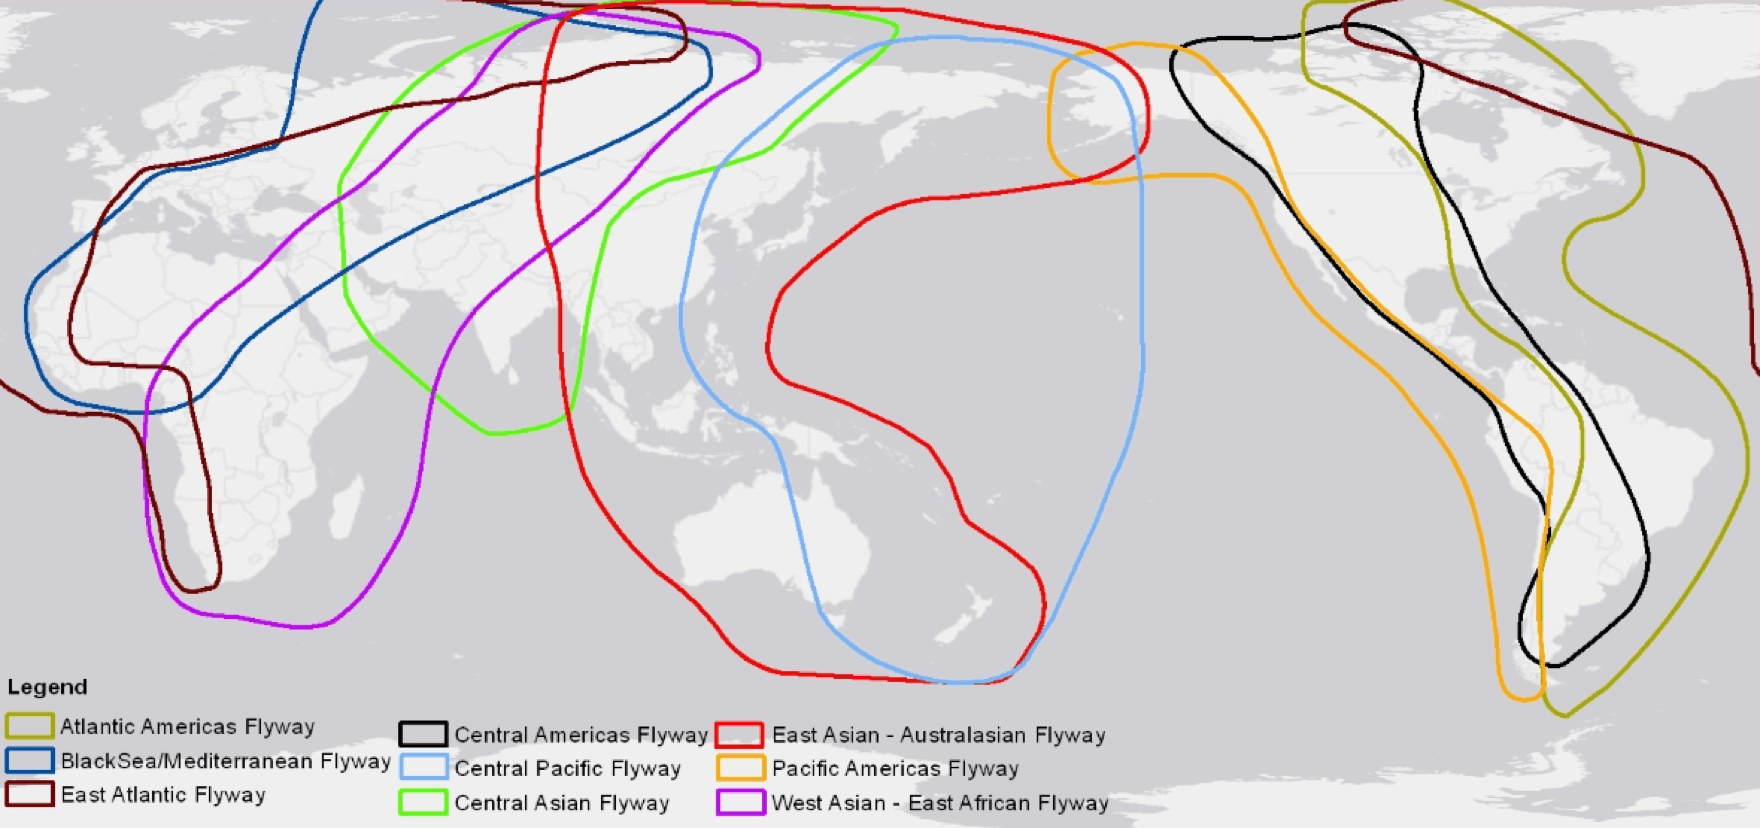 Legend
Atlantic Americas Flyway
BlackSea/Mediterranean Flyway
East Atlantic Flyway
Central Americas Flyway
Central Pacific Flyway
Central Asian Flyway
East Asian - Australasian Flyway
Pacific Americas Flyway
West Asian - East African Flyway